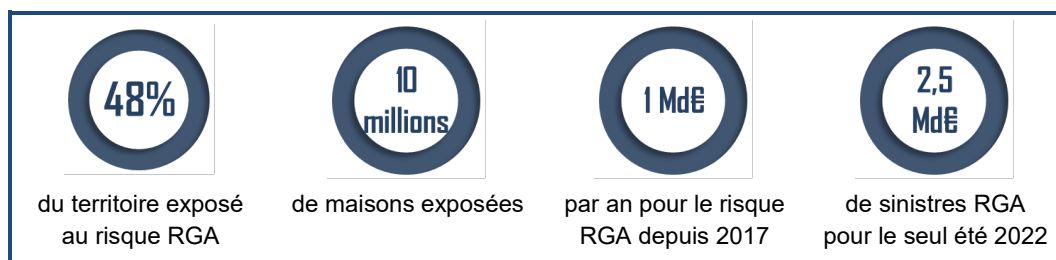 48%
du territoire exposé
au risque RGA
10
millions
de maisons exposées
1 Md€
par an pour le risque
RGA depuis 2017
2,5
Md€
de sinistres RGA
pour le seul été 2022